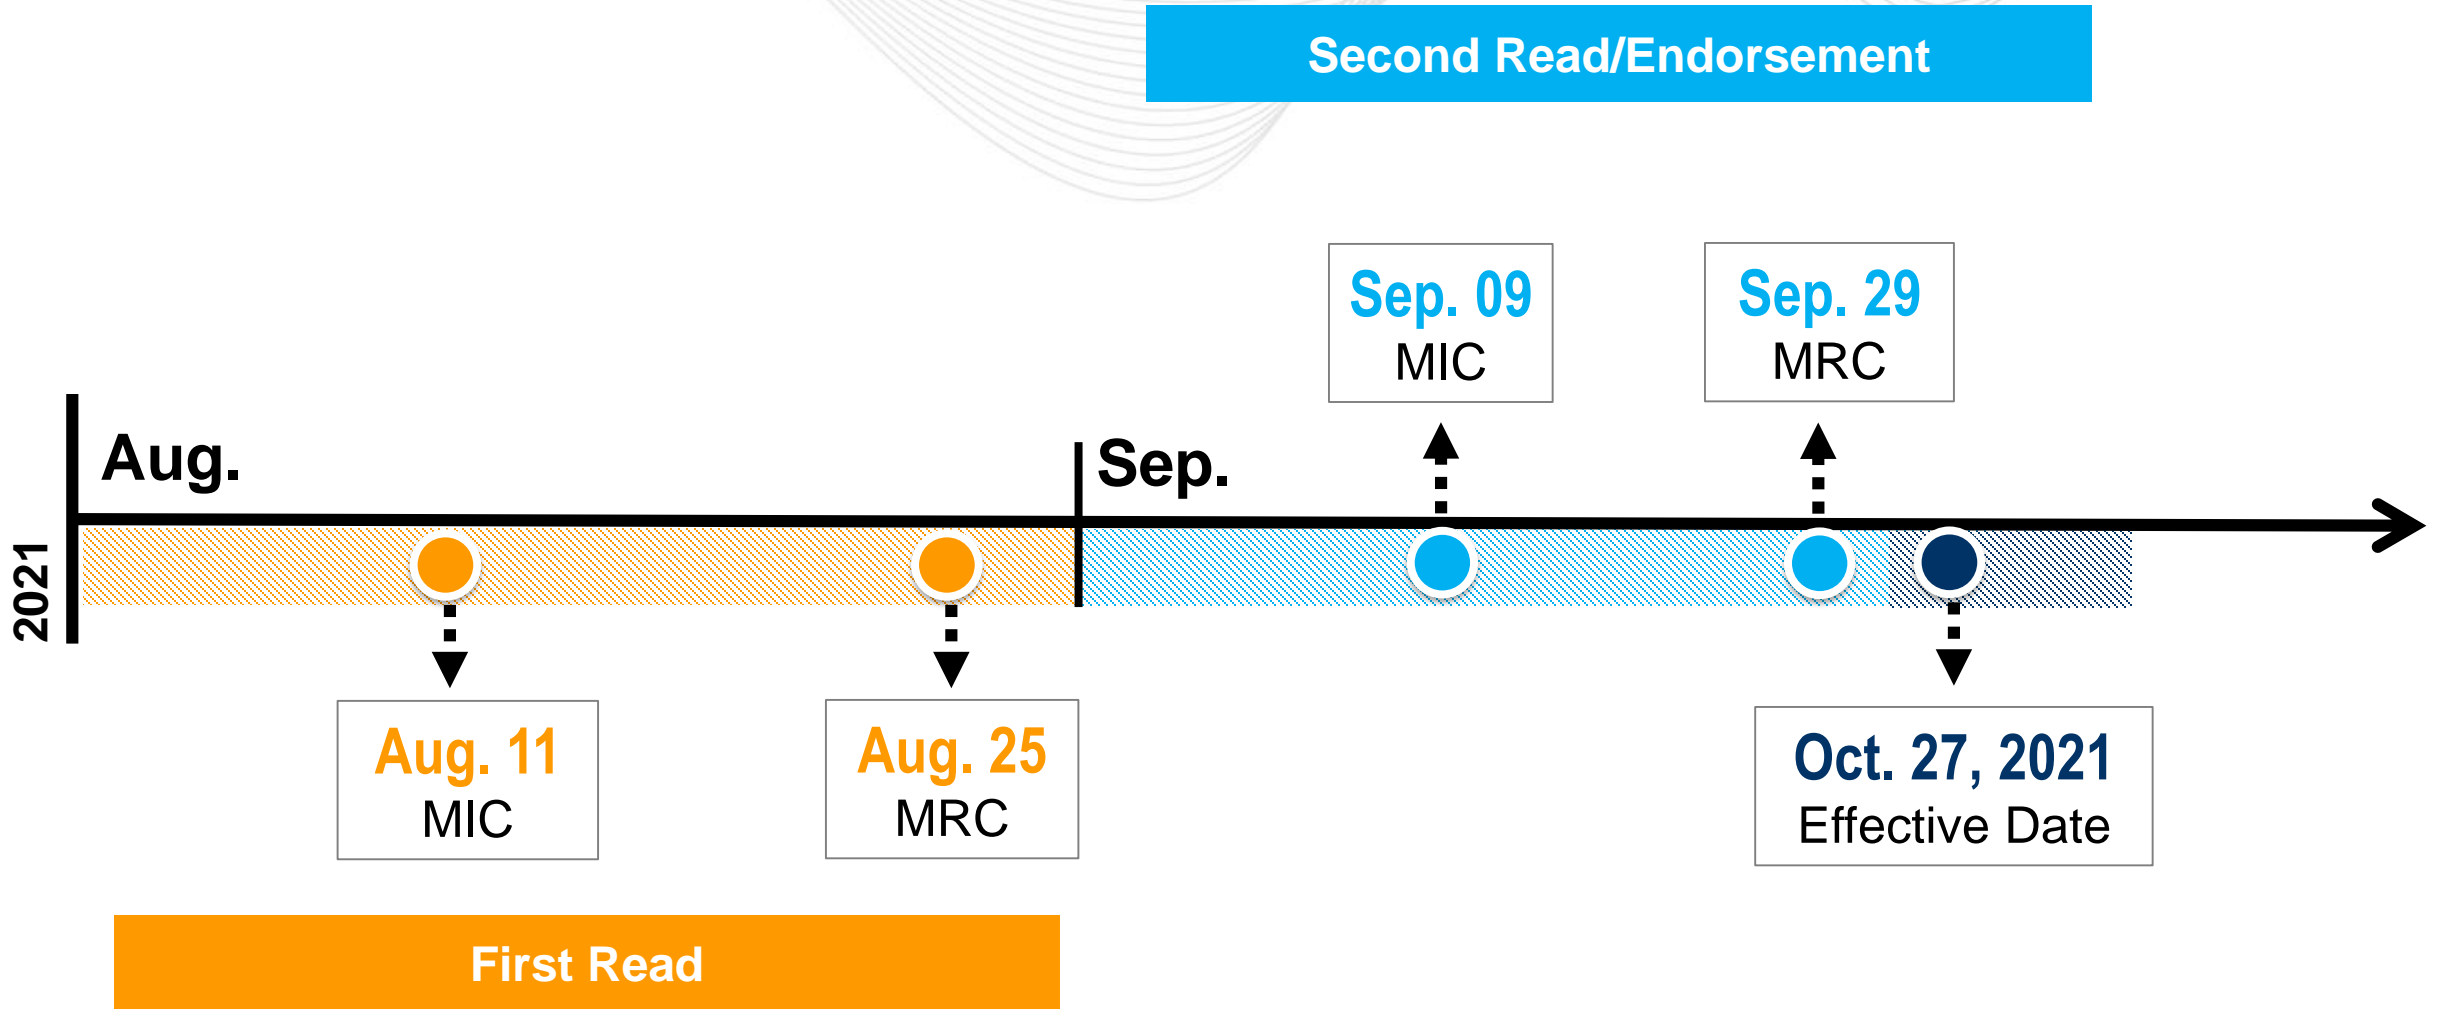 Second Read/Endorsement
Sep. 09
MIC
Sep. 29
MRC
Aug.
Sep.
2021
Aug. 11
MIC
Aug. 25
MRC
Oct. 27, 2021
Effective Date
First Read